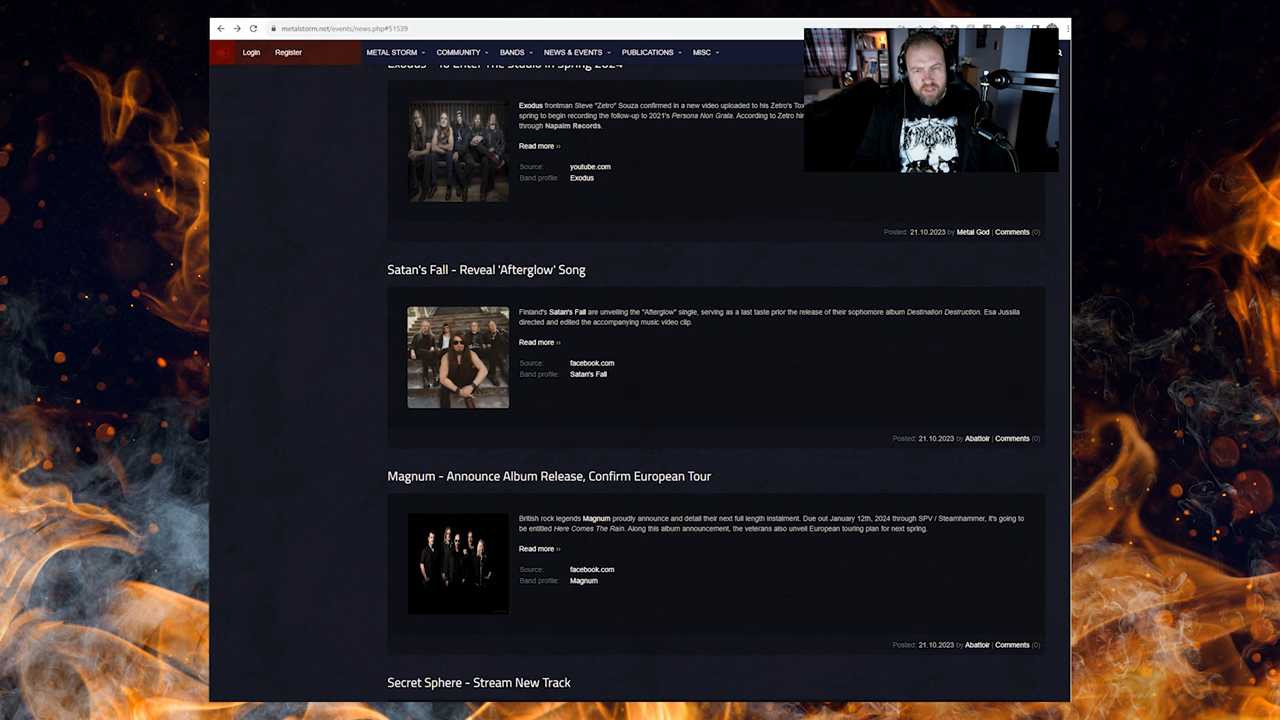 metalstorm.net/events/news.php#51539
Login Register METAL STORM COMMUNITY BANDS NEWS & EVENTS PUBLICATIONS MISC
Exodus - To Enter The Studio In Spring 2024
Exodus frontman Steve "Zetro" Souza confirmed in a new video uploaded to his Zetro's
spring to begin recording the follow-up to 2021's Persona Non Grata. According to Zetro
through Napalm Records.
Read more ››
Source: youtube.com
Band profile: Exodus
Posted: 21.10.2023 by Metal God | Comments (0)
Satan's Fall - Reveal 'Afterglow' Song
Finland's Satan's Fall are unveiling the "Afterglow" single, serving as a last taste prior the release of their sophomore album Destination Destruction. Esa Jussila
directed and edited the accompanying music video clip.
Read more ››
Source: facebook.com
Band profile: Satan's Fall
Posted: 21.10.2023 by Abattoir | Comments (0)
Magnum - Announce Album Release, Confirm European Tour
British rock legends Magnum proudly announce and detail their next full length instalment. Due out January 12th, 2024 through SPV / Steamhammer, it's going to
be entitled Here Comes The Rain. Along this album announcement, the veterans also unveil European touring plan for next spring.
Read more ››
Source: facebook.com
Band profile: Magnum
Posted: 21.10.2023 by Abattoir | Comments (0)
Secret Sphere - Stream New Track